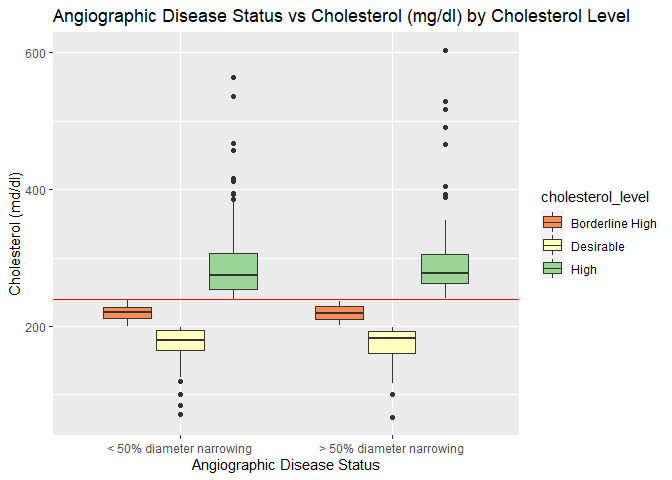 Angiographic Disease Status vs Cholesterol (mg/dl) by Cholesterol Level
600
400
200
Cholesterol (md/dl)
< 50% diameter narrowing
> 50% diameter narrowing
Angiographic Disease Status
cholesterol_level
Borderline High
Desirable
High